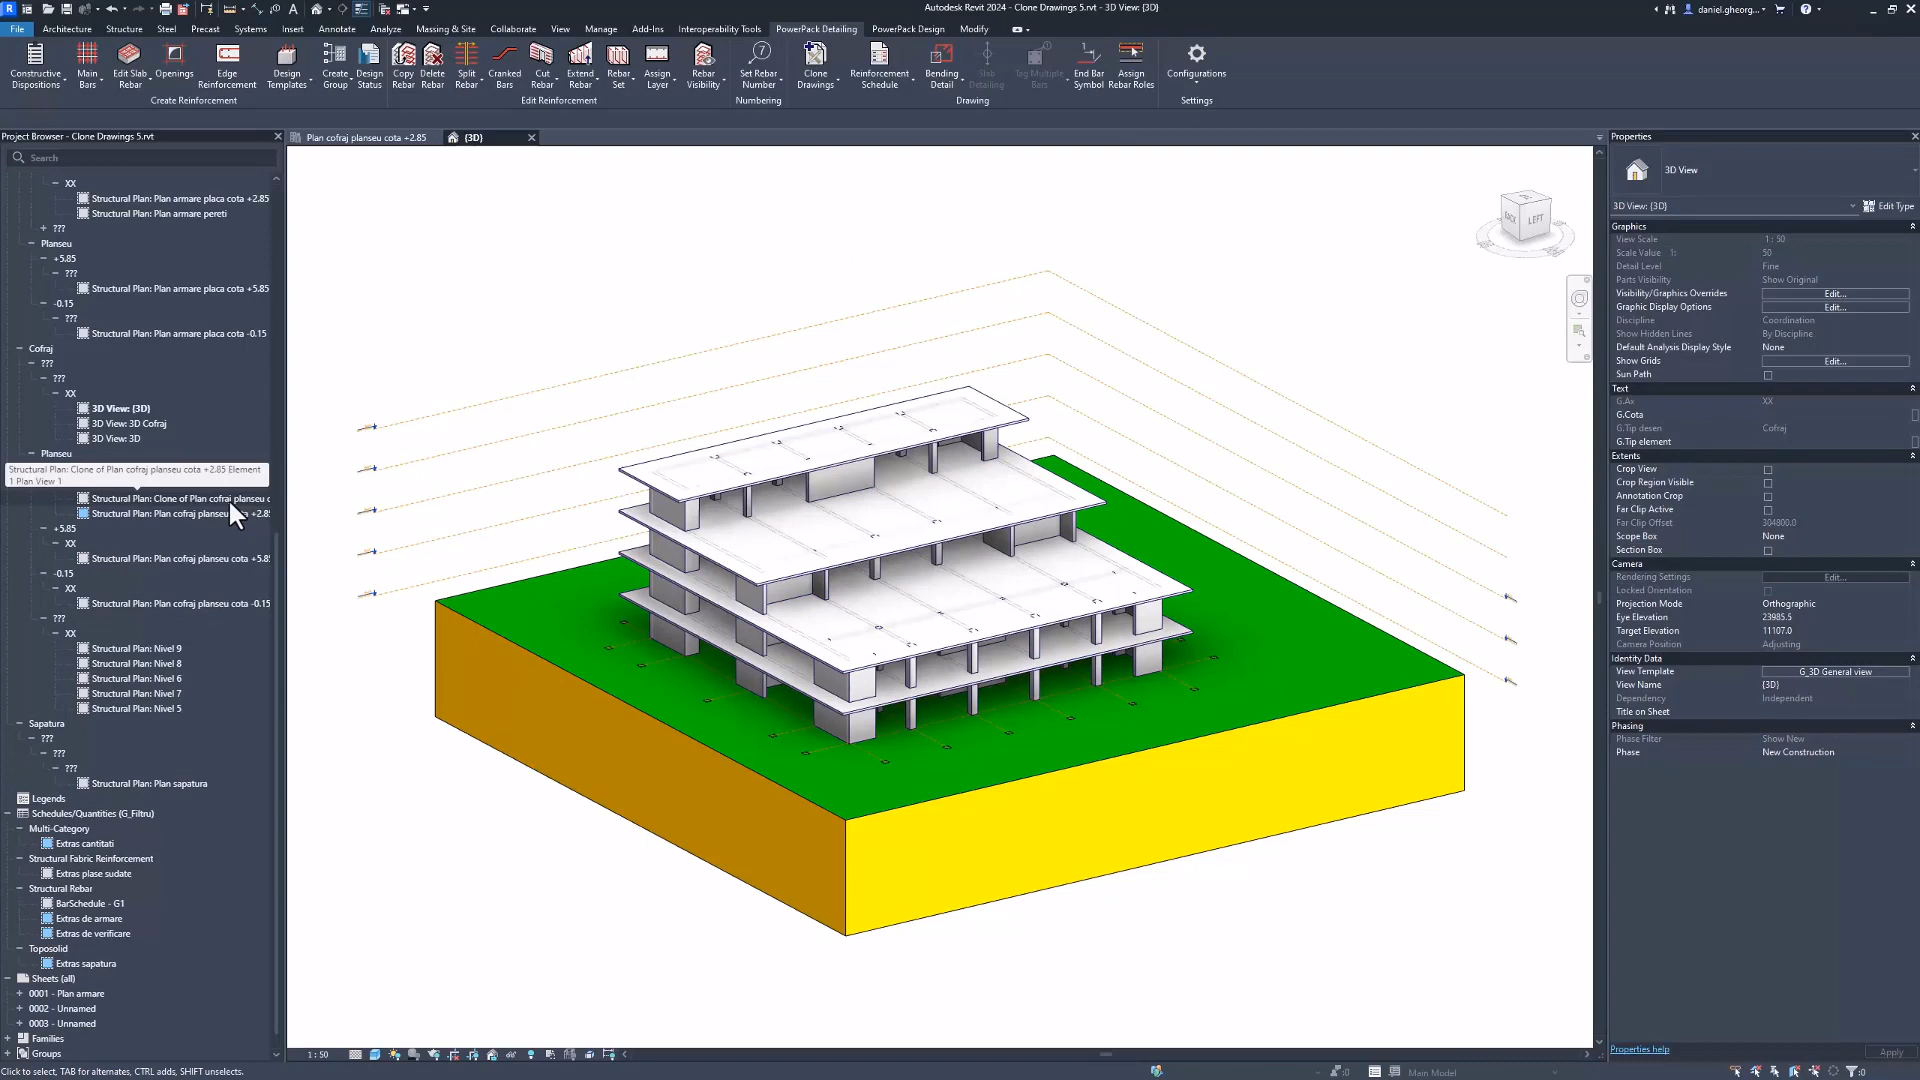 Autodesk Revit 2024 - Clone Drawings 5.rvt - 3D View: {3D}
daniel.gheorg...
File Architecture Structure Steel Precast Systems Insert Annotate Analyze Massing & Site Collaborate View Manage Add-Ins Interoperability Tools PowerPack Detailing PowerPack Design Modify
Constructive Dispositions
Main Bars
Edit Slab Rebar
Openings
Edge Reinforcement
Design Templates
Create Group
Design Status
Copy Rebar
Delete Rebar
Split Rebar
Cranked Bars
Cut Rebar
Extend Rebar
Rebar Set
Assign Layer
Rebar Visibility
Set Rebar Number
Clone Drawings
Reinforcement Schedule
Bending Detail
Slab Detailing
Tag Multiple Bars
End Bar Symbol
Assign Rebar Roles
Configurations
Create Reinforcement
Edit Reinforcement
Numbering
Drawing
Settings
Project Browser - Clone Drawings 5.rvt
Search
XX
Structural Plan: Plan armare placa cota +2.85
Structural Plan: Plan armare pereti
???
Planseu
+5.85
???
Structural Plan: Plan armare placa cota +5.85
-0.15
???
Structural Plan: Plan armare placa cota -0.15
Cofraj
???
???
XX
3D View: {3D}
3D View: 3D Cofraj
3D View: 3D
Planseu
Structural Plan: Clone of Plan cofraj planseu cota +2.85 Element
1 Plan View 1
Structural Plan: Clone of Plan cofraj planseu c
Structural Plan: Plan cofraj planseu +2.85
+5.85
XX
Structural Plan: Plan cofraj planseu cota +5.85
-0.15
XX
Structural Plan: Plan cofraj planseu cota -0.15
???
XX
Structural Plan: Nivel 9
Structural Plan: Nivel 8
Structural Plan: Nivel 6
Structural Plan: Nivel 7
Structural Plan: Nivel 5
Sapatura
???
???
???
Structural Plan: Plan sapatura
Legends
Schedules/Quantities (G_Filtru)
Multi-Category
Extras cantitati
Structural Fabric Reinforcement
Extras plase sudate
Structural Rebar
BarSchedule - G1
Extras de armare
Extras de verificare
Toposolid
Extras sapatura
Sheets (all)
0001 - Plan armare
0002 - Unnamed
0003 - Unnamed
Families
Groups
Plan cofraj planseu cota +2.85
{3D}
BACK
LEFT
Properties
3D View
3D View: {3D}
Edit Type
Graphics
View Scale 1 : 50
Scale Value 1: 50
Detail Level Fine
Parts Visibility Show Original
Visibility/Graphics Overrides Edit...
Graphic Display Options Edit...
Discipline Coordination
Show Hidden Lines By Discipline
Default Analysis Display Style None
Show Grids Edit...
Sun Path
Text
G.Ax XX
G.Cota
G.Tip desen Cofraj
G.Tip element
Extents
Crop View
Crop Region Visible
Annotation Crop
Far Clip Active
Far Clip Offset 304800.0
Scope Box None
Section Box
Camera
Rendering Settings Edit...
Locked Orientation
Projection Mode Orthographic
Eye Elevation 23985.5
Target Elevation 11107.0
Camera Position Adjusting
Identity Data
View Template G_3D General view
View Name {3D}
Dependency Independent
Title on Sheet
Phasing
Phase Filter Show New
Phase New Construction
Properties help
Apply
1 : 50
Click to select, TAB for alternates, CTRL adds, SHIFT unselects.
:0
Main Model
:0